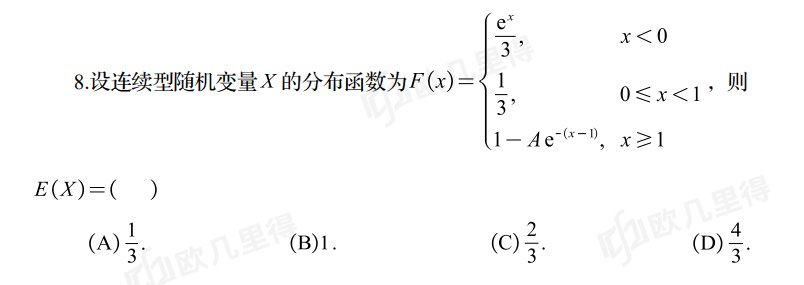 8.设连续型随机变量 X 的分布函数为 F(x)= { e^x/3, x<0
1/3, 0≤x<1 , 则
1-Ae^{-(x-1)}, x≥1
E(X)=( )
(A) 1/3. (B)1. (C) 2/3. (D) 4/3.
欧几里得
欧几里得
欧几里得